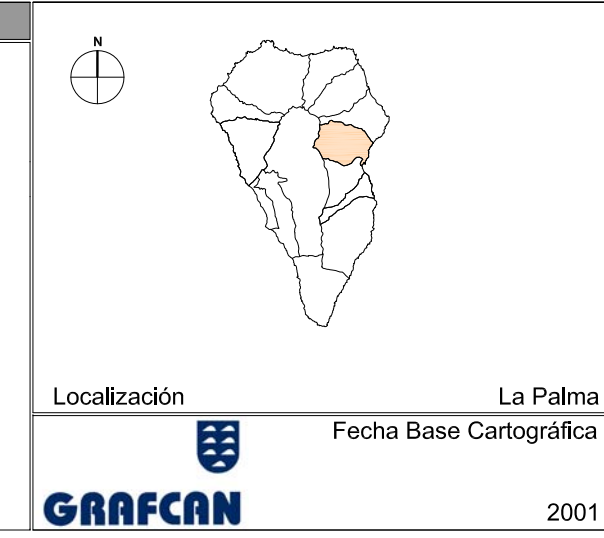 N
Localización
La Palma
Fecha Base Cartográfica
GRAFCAN
2001